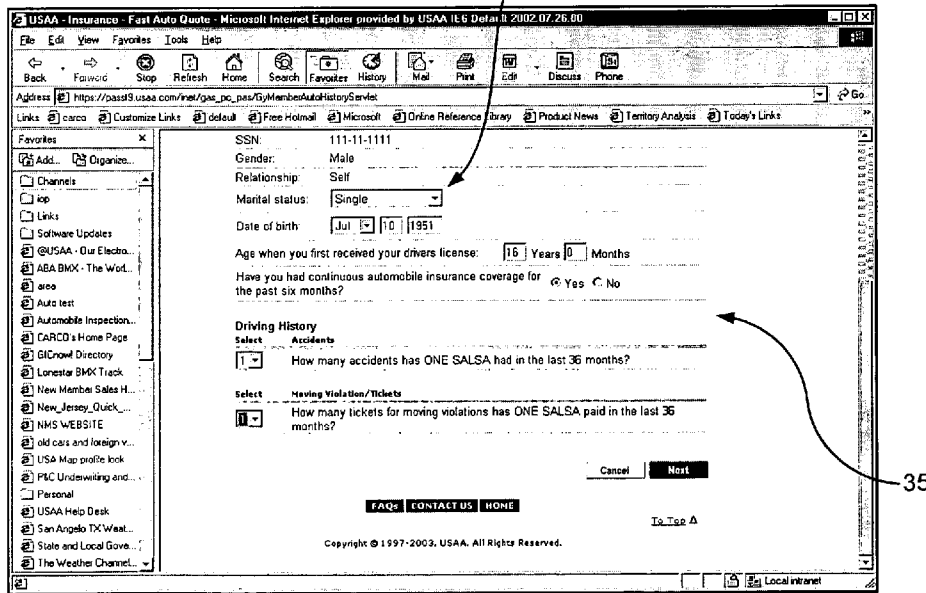 USAA - Insurance - Fast Auto Quote - Microsoft Internet Explorer provided by USAA IE6 Default 2002.07.26.00
File Edit View Favorites Tools Help
Back Forward Stop Refresh Home Search Favorites History Mail Print Edit Discuss Phone
Address https://passt9.usaa.com/inet/gas_pc_pas/GyMemberAutoHistoryServlet Go
Links carco Customize Links default Free Hotmail Microsoft Online Reference Library Product News Territory Analysis Today's Links
Favorites
Add... Organize...
Channels
iop
Links
Software Updates
@USAA - Our Electro...
ABA BMX - The Worl...
area
Auto test
Automobile Inspection...
CARCO's Home Page
GICnow! Directory
Lonestar BMX Track
New Member Sales H...
New_Jersey_Quick_...
NMS WEBSITE
old cars and foreign v...
USA Map profile look
P&C Underwriting and...
Personal
USAA Help Desk
San Angelo TX Weat...
State and Local Gove...
The Weather Channel...
SSN: 111-11-1111
Gender: Male
Relationship: Self
Marital status: Single
Date of birth: Jul 10 1951
Age when you first received your drivers license: 16 Years 0 Months
Have you had continuous automobile insurance coverage for the past six months? Yes No
Driving History
Select Accidents
1 How many accidents has ONE SALSA had in the last 36 months?
Select Moving Violation/Tickets
1 How many tickets for moving violations has ONE SALSA paid in the last 36
months?
Cancel Next
35
FAQs CONTACT US HOME
To Top
Copyright © 1997-2003, USAA. All Rights Reserved.
Local intranet